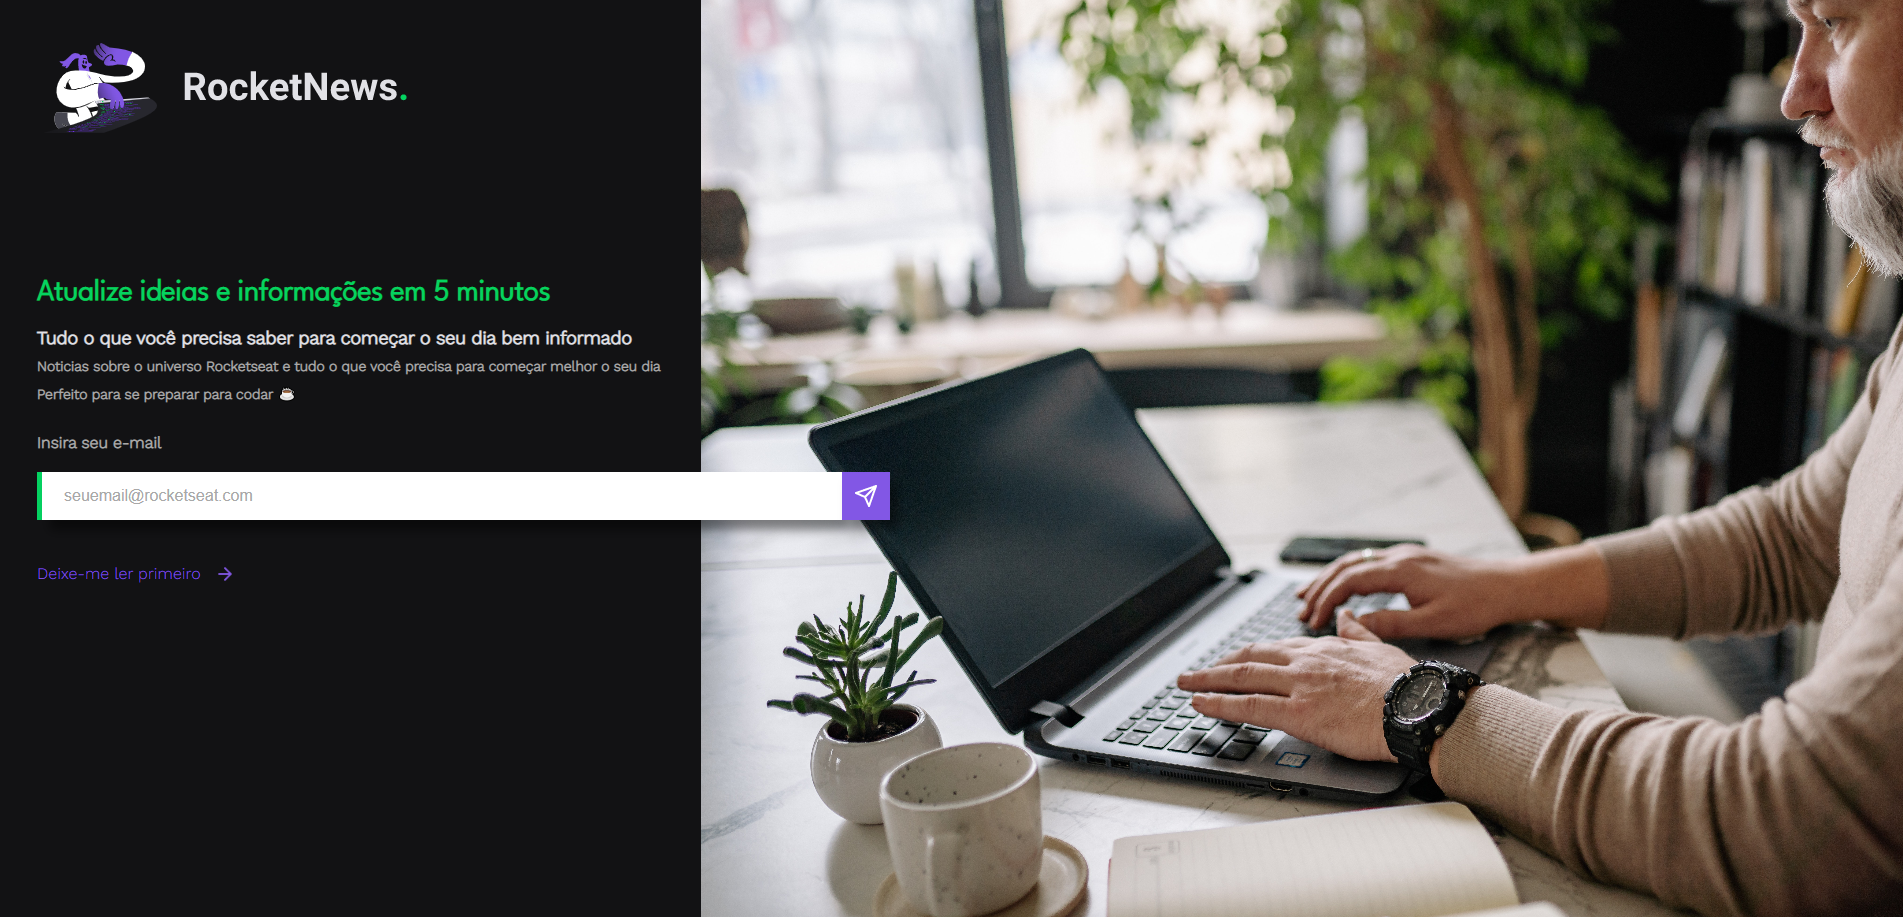 RocketNews.
Atualize ideias e informações em 5 minutos
Tudo o que você precisa saber para começar o seu dia bem informado
Noticias sobre o universo Rocketseat e tudo o que você precisa para começar melhor o seu dia
Perfeito para se preparar para codar ☕
Insira seu e-mail
seuemail@rocketseat.com
Deixe-me ler primeiro